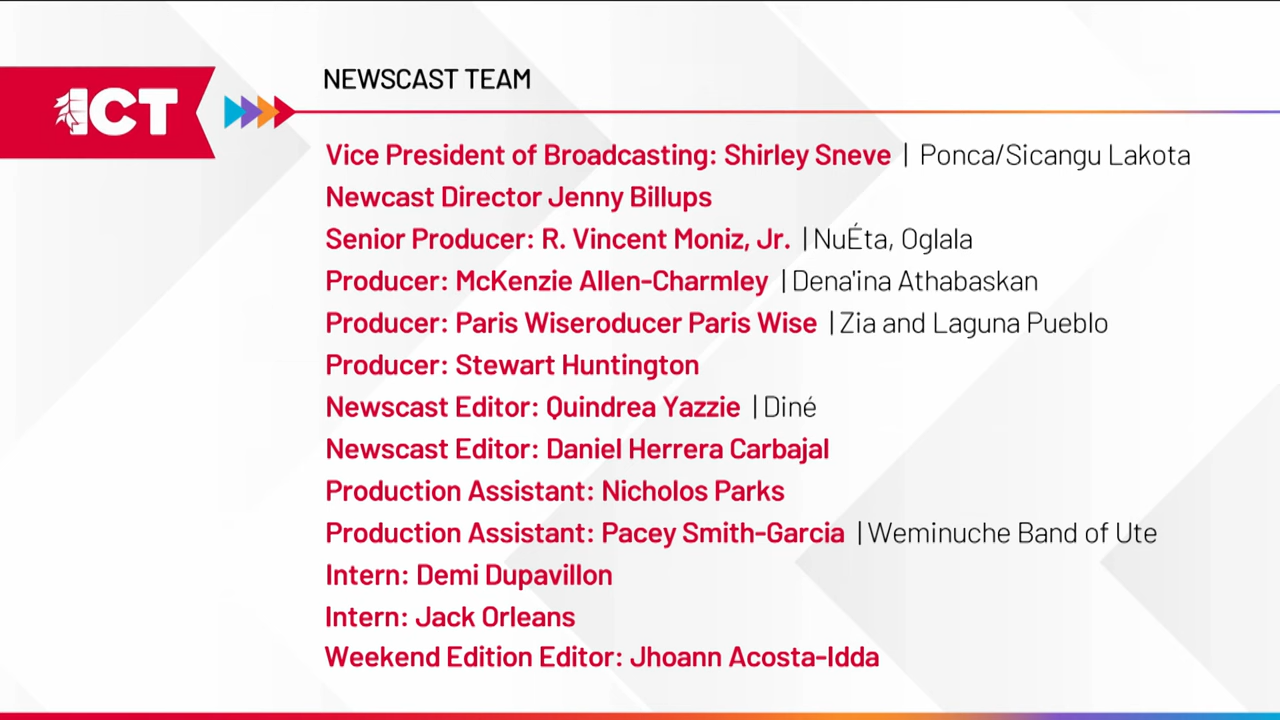 ICT
NEWSCAST TEAM
Vice President of Broadcasting: Shirley Sneve | Ponca/Sicangu Lakota
Newcast Director Jenny Billups
Senior Producer: R. Vincent Moniz, Jr. | NuÉta, Oglala
Producer: McKenzie Allen-Charmley | Dena'ina Athabaskan
Producer: Paris Wiseroducer Paris Wise | Zia and Laguna Pueblo
Producer: Stewart Huntington
Newscast Editor: Quindrea Yazzie | Diné
Newscast Editor: Daniel Herrera Carbajal
Production Assistant: Nicholos Parks
Production Assistant: Pacey Smith-Garcia | Weminuche Band of Ute
Intern: Demi Dupavillon
Intern: Jack Orleans
Weekend Edition Editor: Jhoann Acosta-Idda